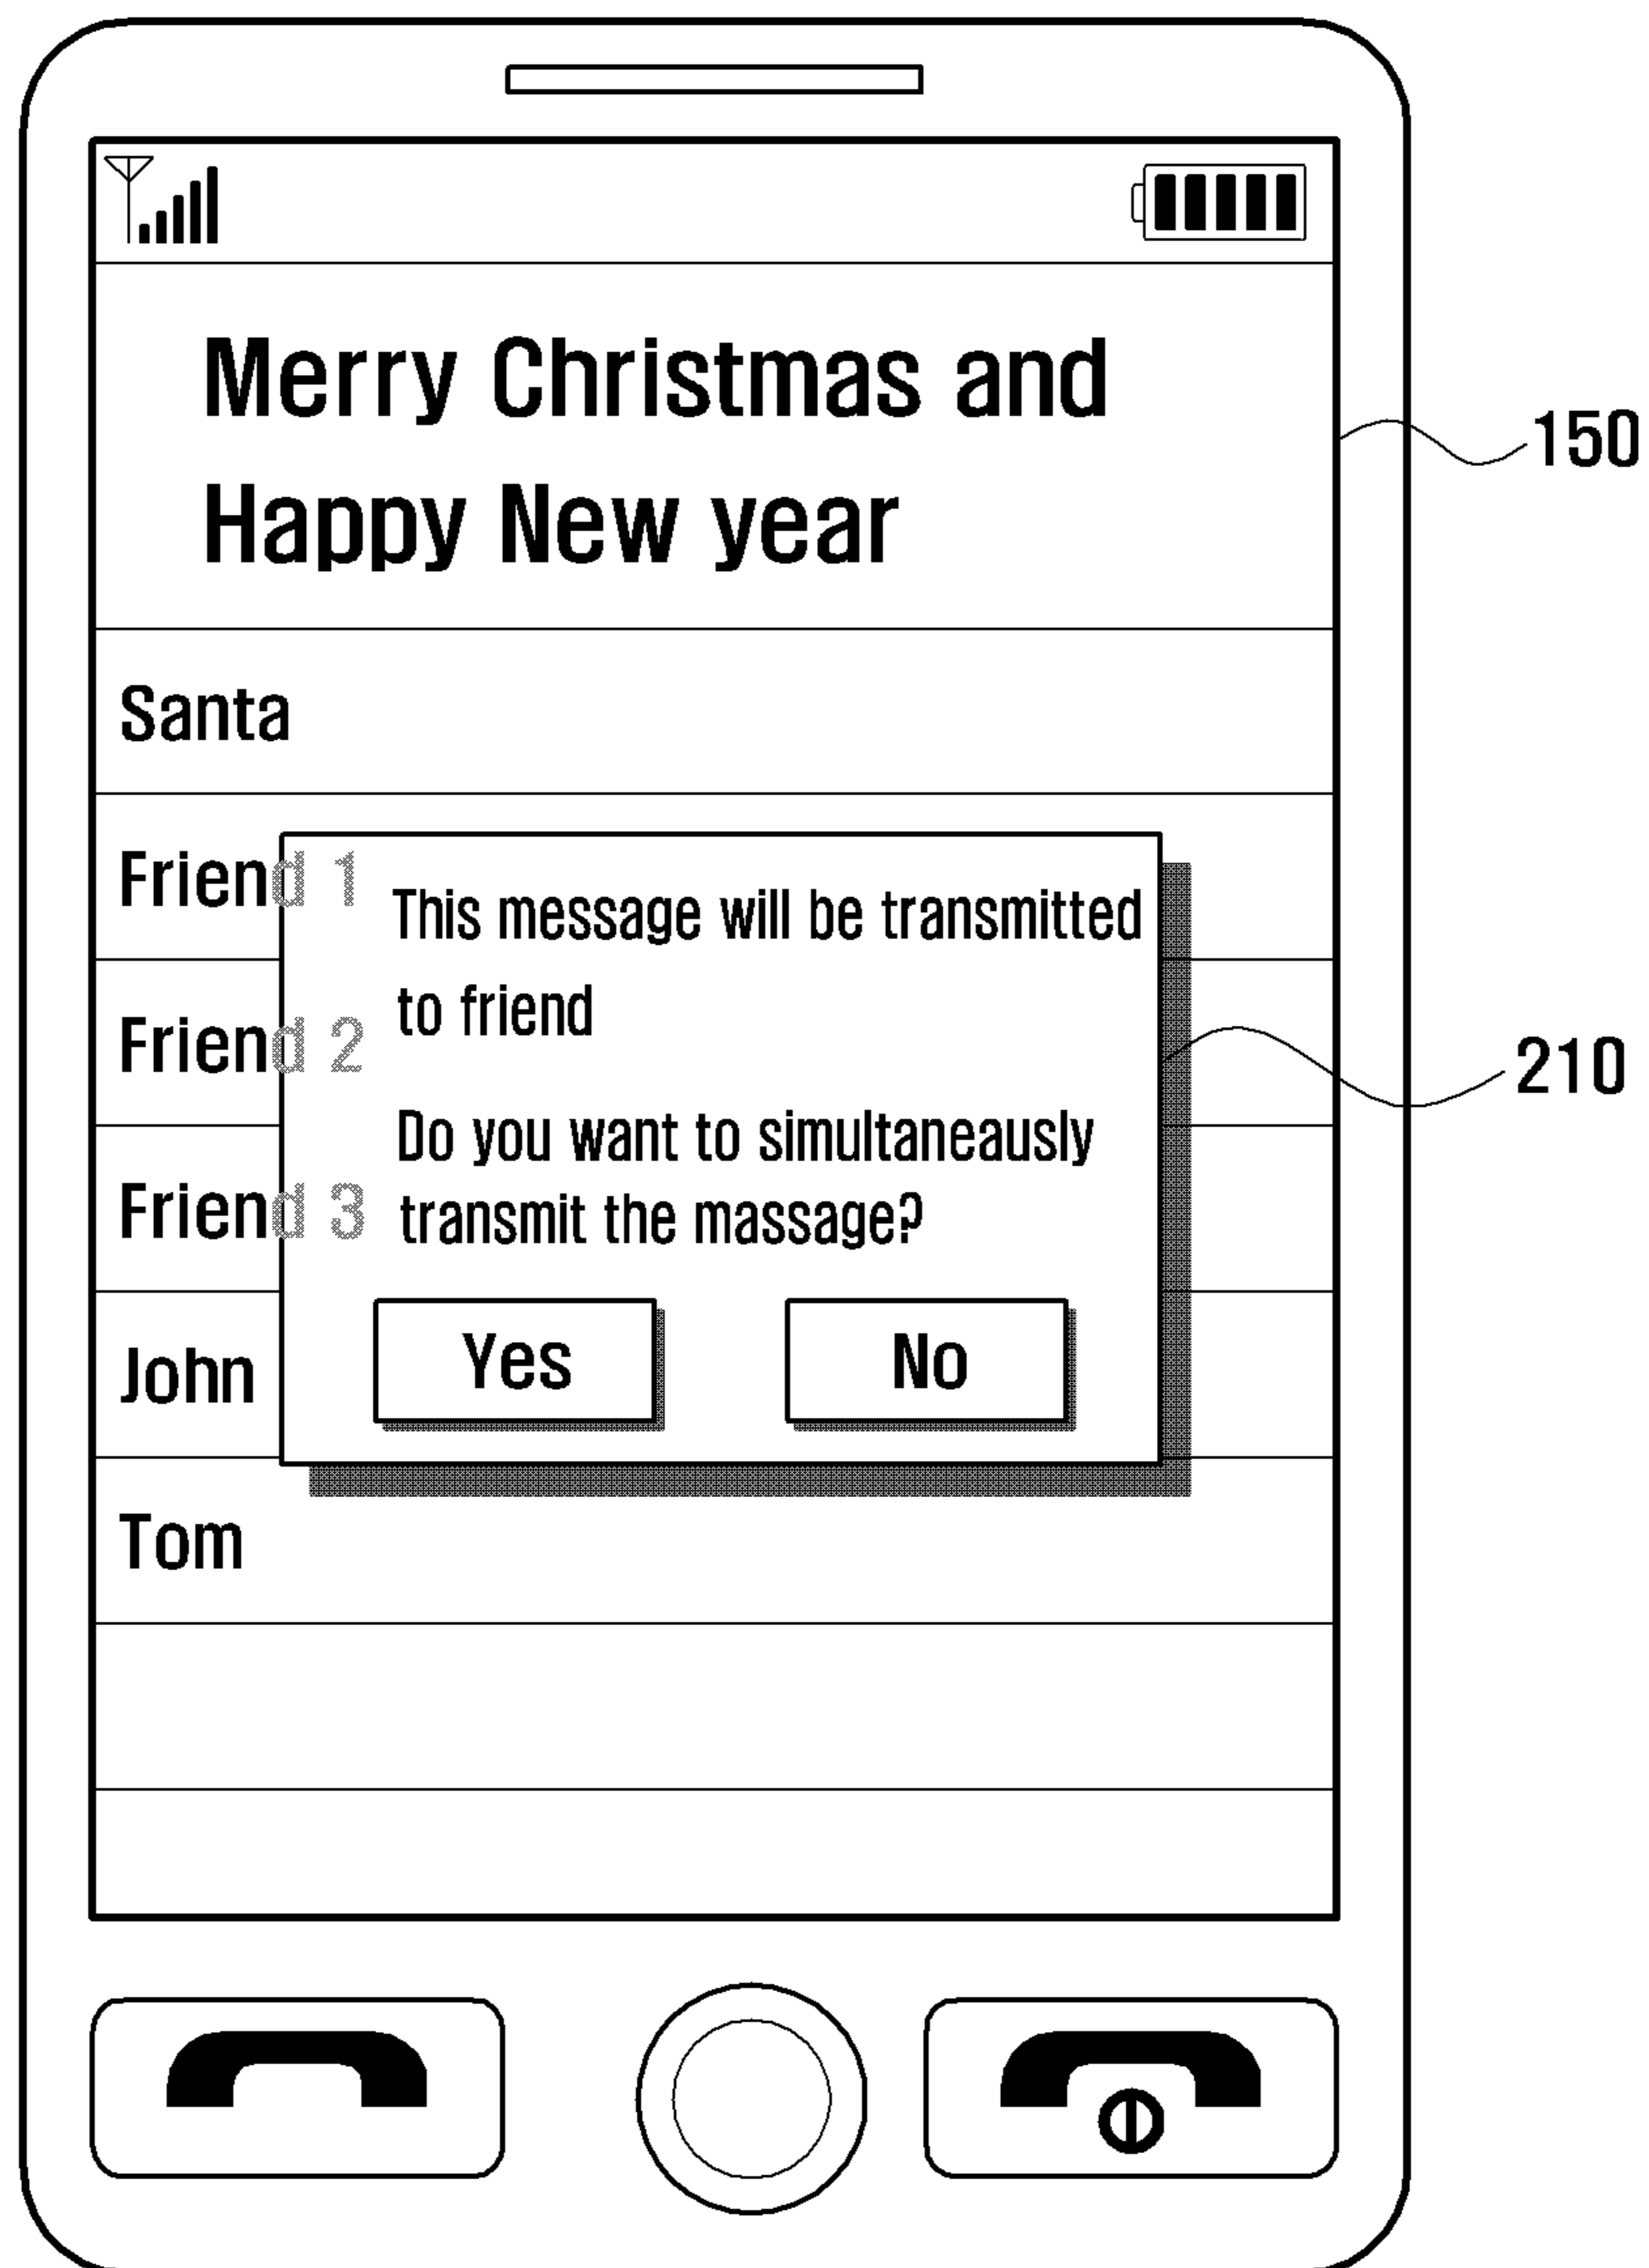 Merry Christmas and
Happy New year
150
Santa
Friend 1
This message will be transmitted
to friend
Friend 2
210
Do you want to simultaneausly
transmit the massage?
Friend 3
John
Yes
No
Tom